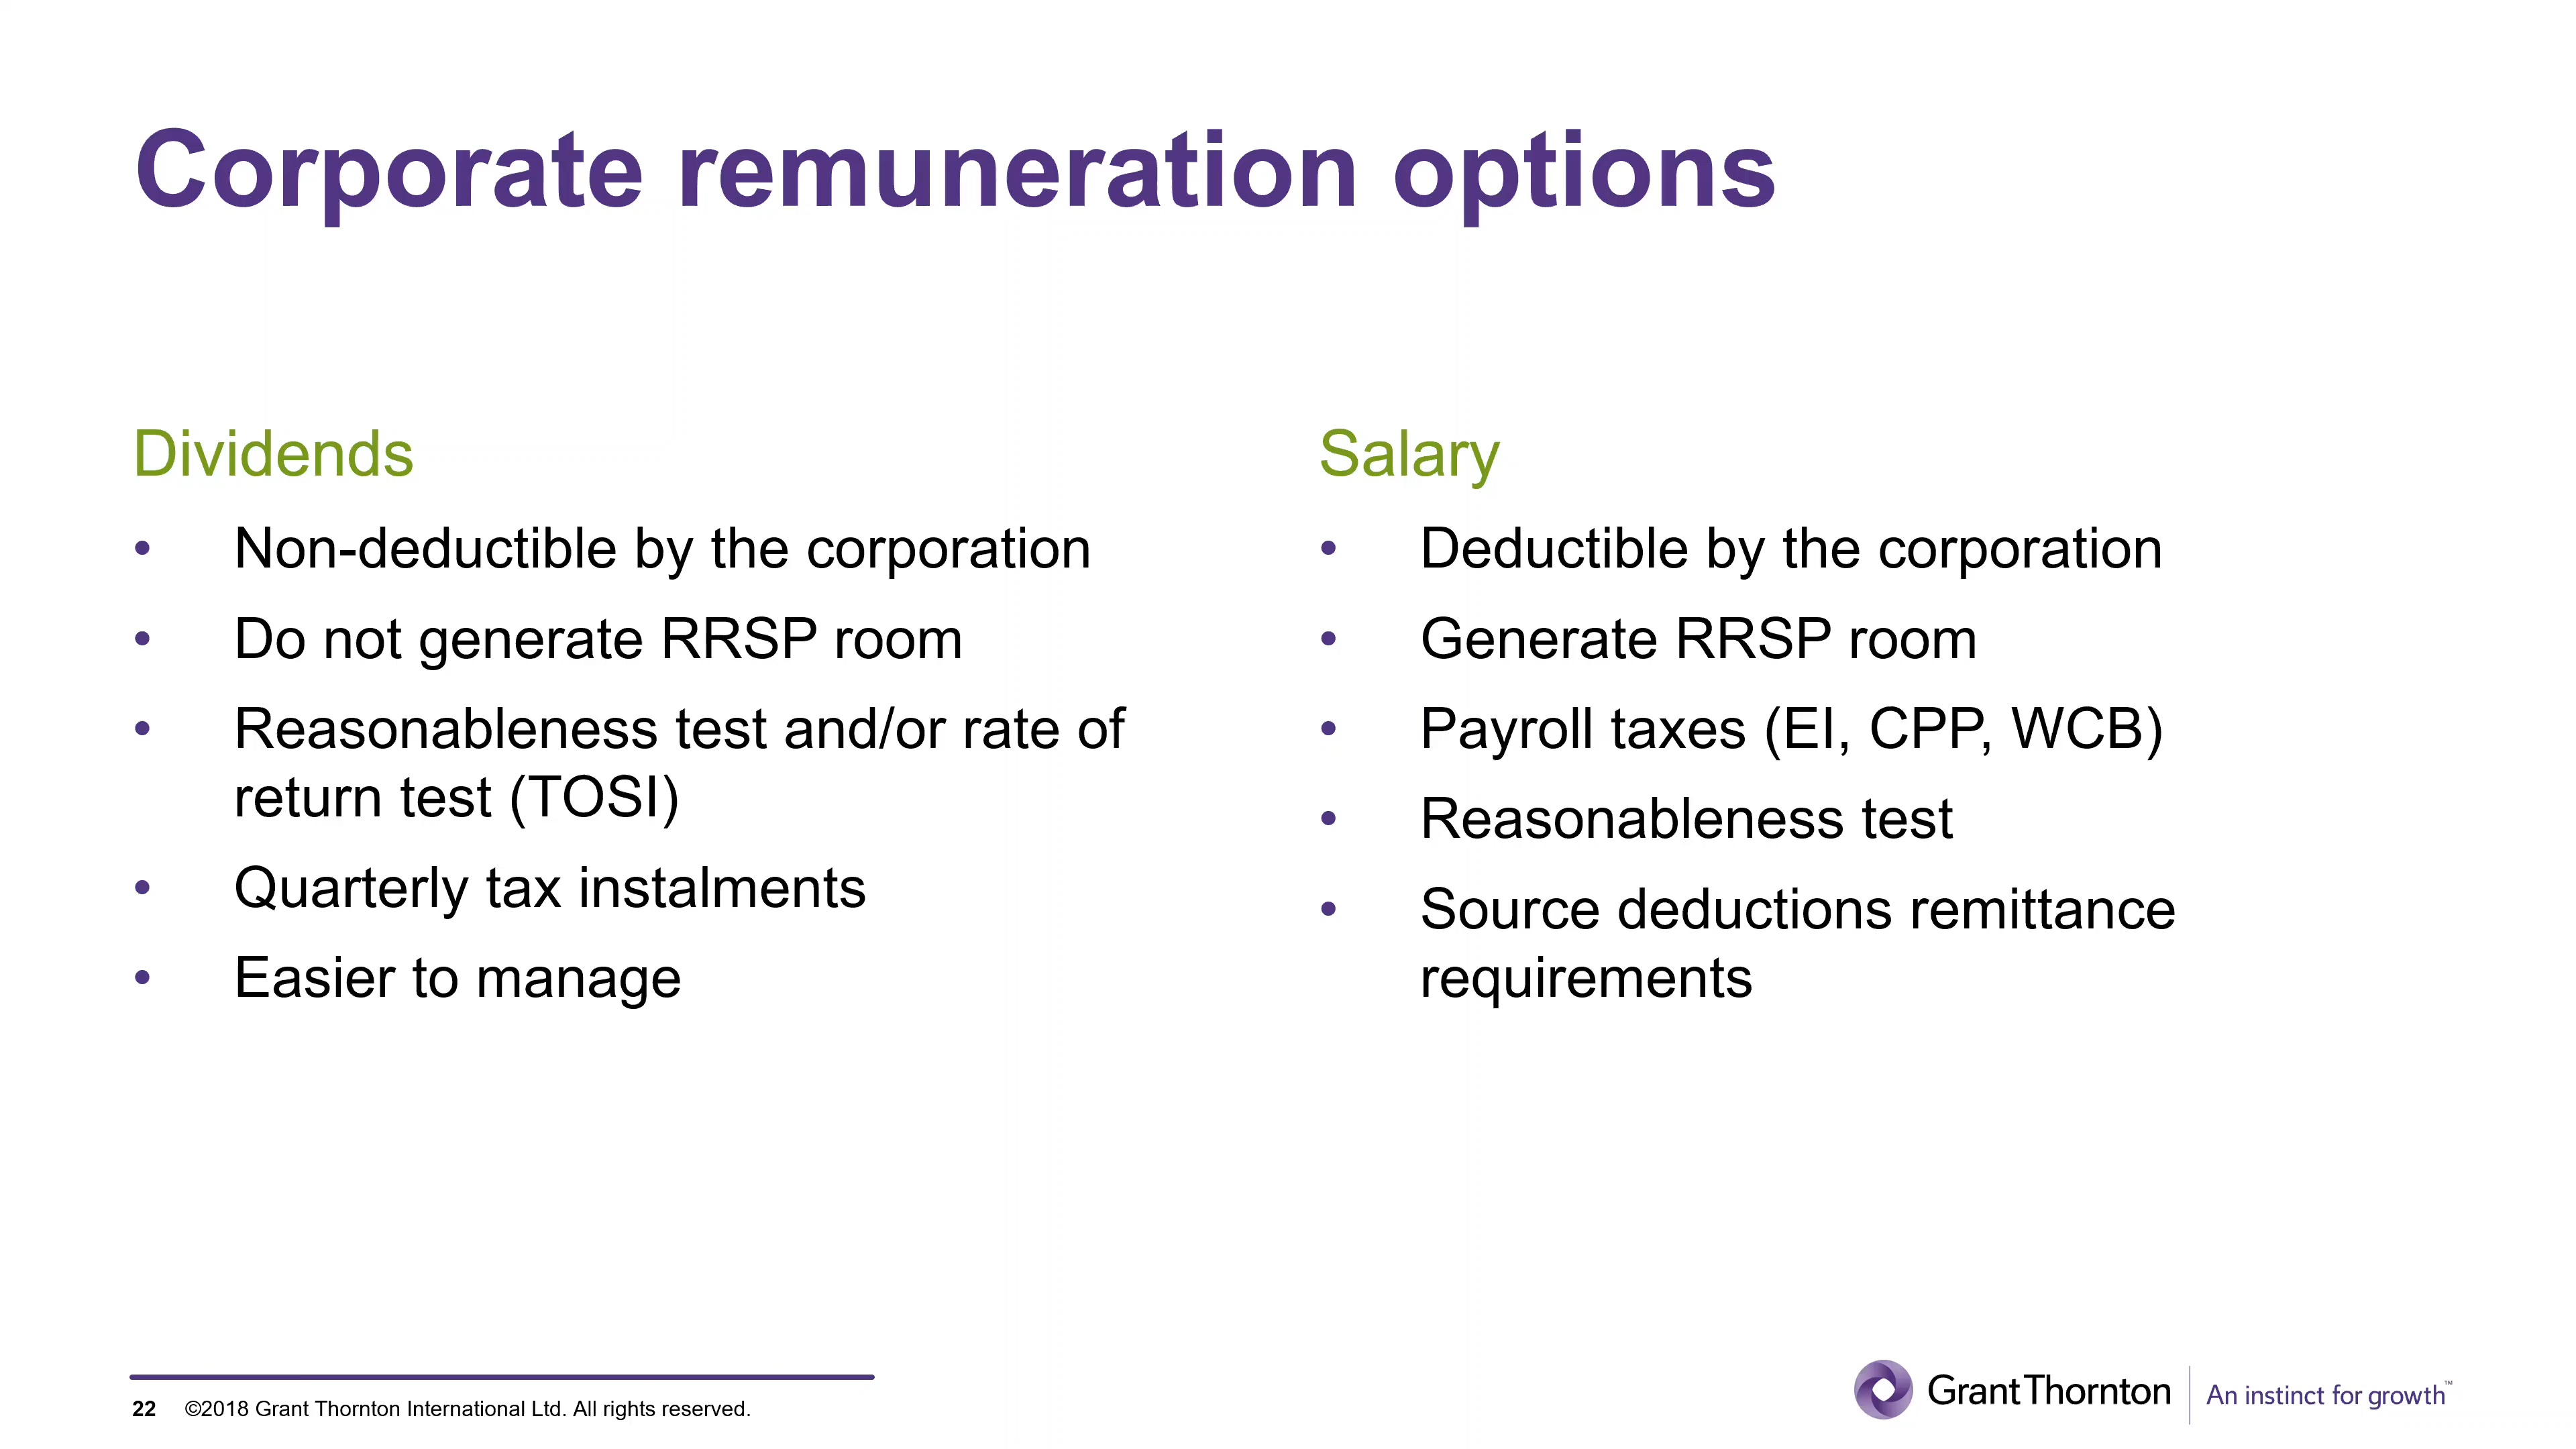 Corporate remuneration options
Dividends
• Non-deductible by the corporation
• Do not generate RRSP room
• Reasonableness test and/or rate of
return test (TOSI)
• Quarterly tax instalments
• Easier to manage
Salary
• Deductible by the corporation
• Generate RRSP room
• Payroll taxes (EI, CPP, WCB)
• Reasonableness test
• Source deductions remittance
requirements
22 ©2018 Grant Thornton International Ltd. All rights reserved.
Grant Thornton An instinct for growth™